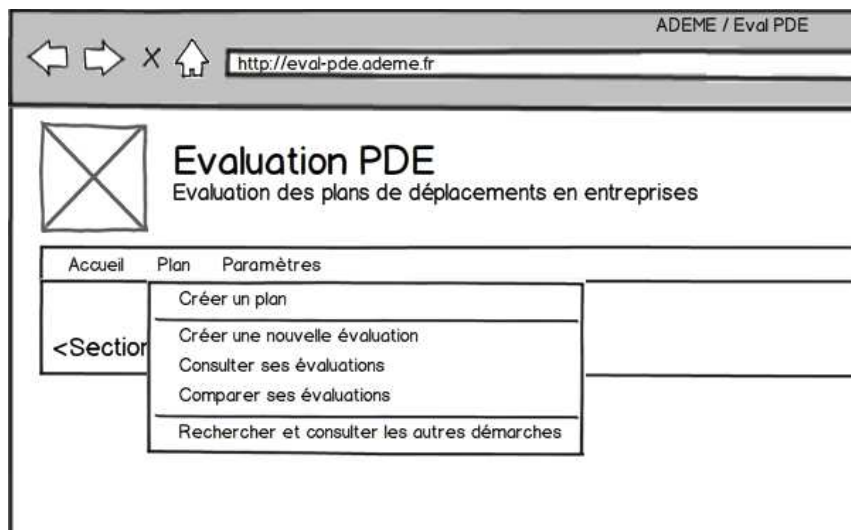 ADEME / Eval PDE
http://eval-pde.ademe.fr
Evaluation PDE
Evaluation des plans de déplacements en entreprises
Accueil Plan Paramètres
Créer un plan
<Section
Créer une nouvelle évaluation
Consulter ses évaluations
Comparer ses évaluations
Rechercher et consulter les autres démarches